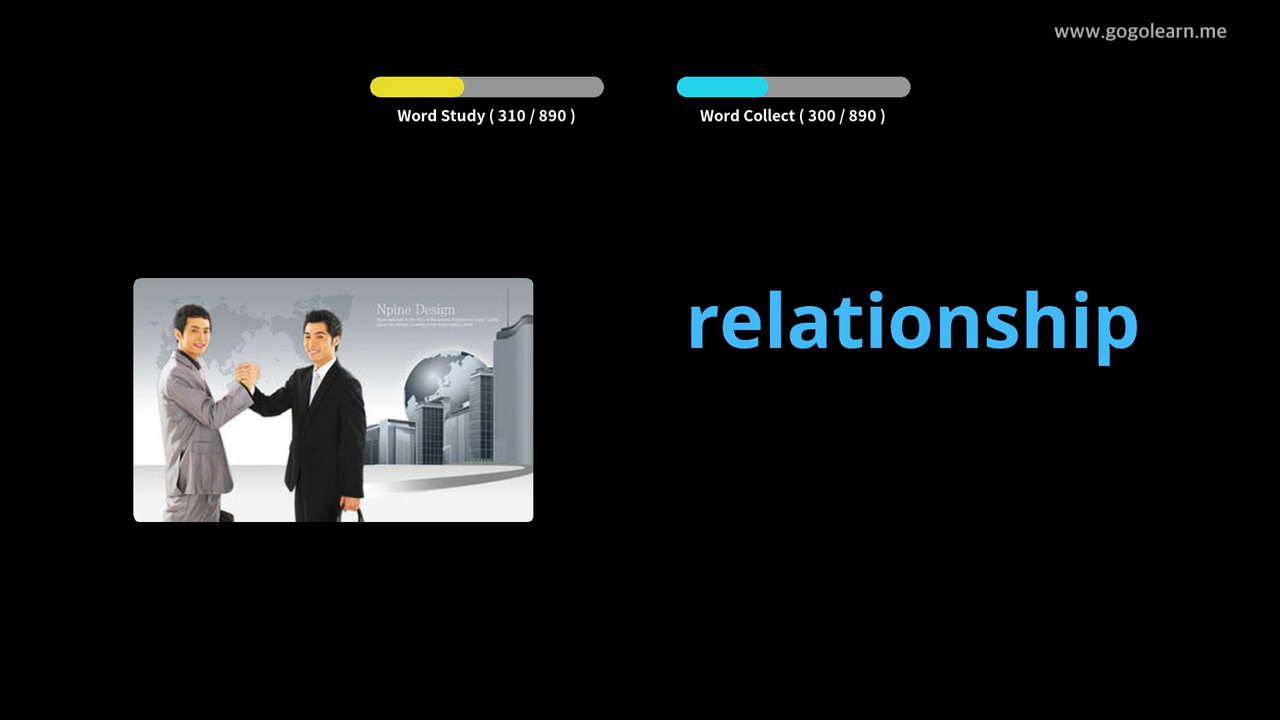 www.gogolearn.me
Word Study ( 310 / 890 )
Word Collect ( 300 / 890 )
Npine Design
relationship